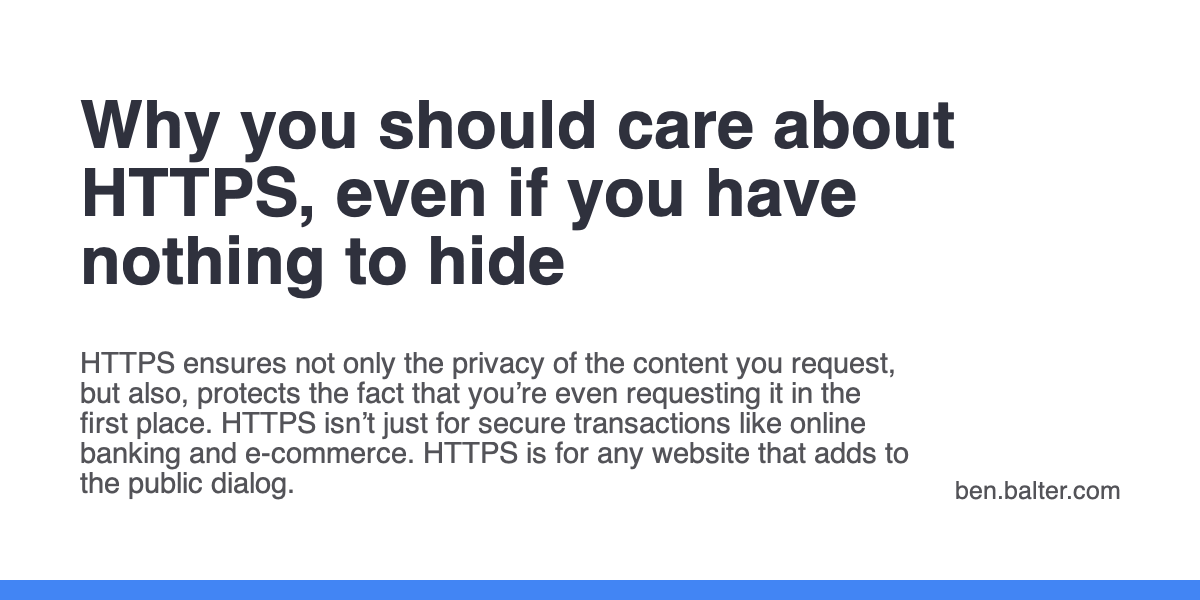 Why you should care about
HTTPS, even if you have
nothing to hide
HTTPS ensures not only the privacy of the content you request,
but also, protects the fact that you’re even requesting it in the
first place. HTTPS isn’t just for secure transactions like online
banking and e-commerce. HTTPS is for any website that adds to
the public dialog.
ben.balter.com